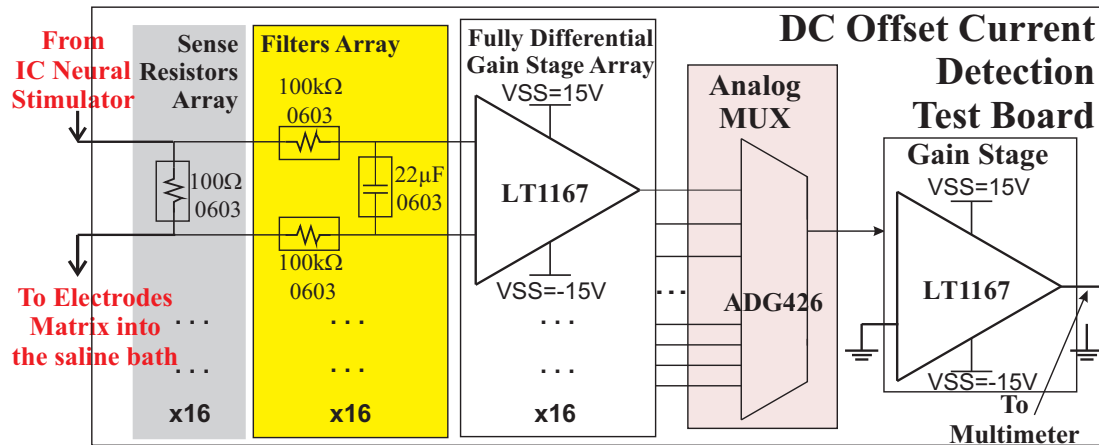 DC Offset Current
Detection
Test Board
From
IC Neural
Stimulator
To Electrodes
Matrix into
the saline bath
Sense
Resistors
Array
100Ω
0603
. . .
. . .
x16
Filters Array
100kΩ
0603
22µF
0603
100kΩ
0603
. . .
. . .
x16
Fully Differential
Gain Stage Array
VSS=15V
LT1167
VSS=-15V
. . .
. . .
x16
. . .
Analog
MUX
ADG426
Gain Stage
VSS=15V
LT1167
VSS=-15V
To
Multimeter